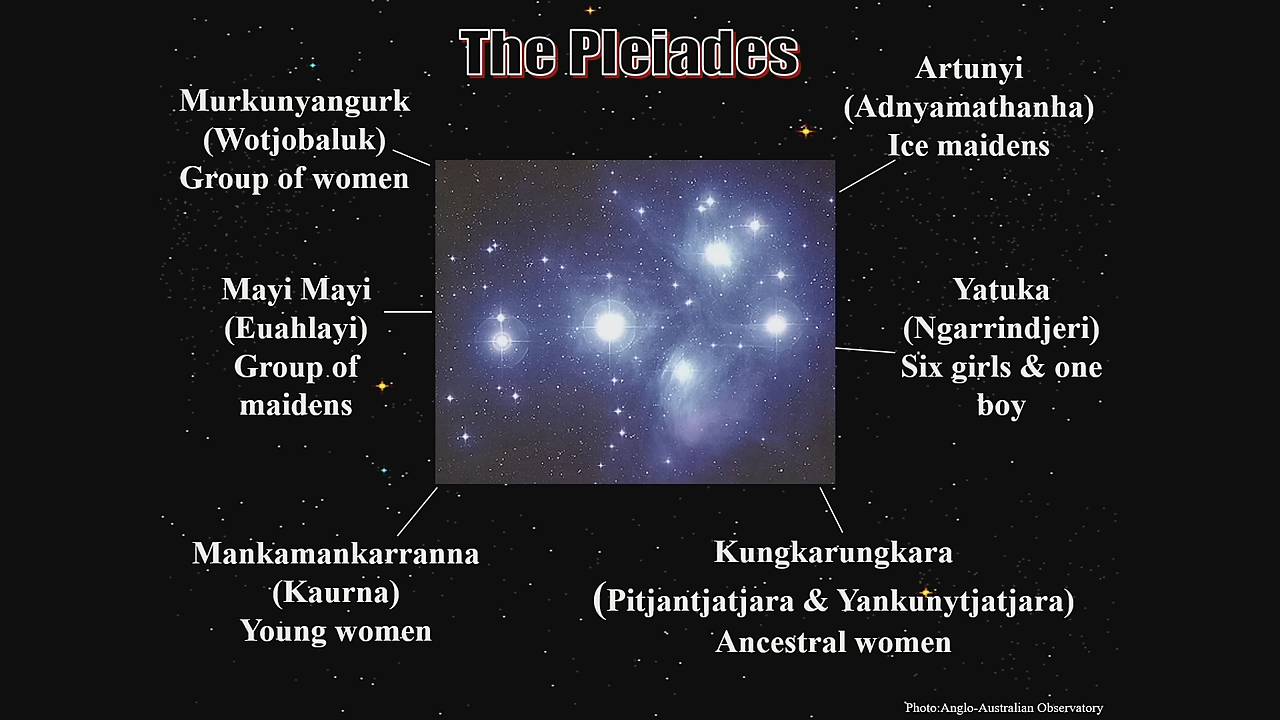 The Pleiades
Murkunyangurk
(Wotjobaluk)
Group of women
Artunyi
(Adnyamathanha)
Ice maidens
Mayi Mayi
(Euahlayi)
Group of
maidens
Yatuka
(Ngarrindjeri)
Six girls & one
boy
Mankamankarranna
(Kaurna)
Young women
Kungkarungkara
(Pitjantjatjara & Yankunytjatjara)
Ancestral women
Photo:Anglo-Australian Observatory